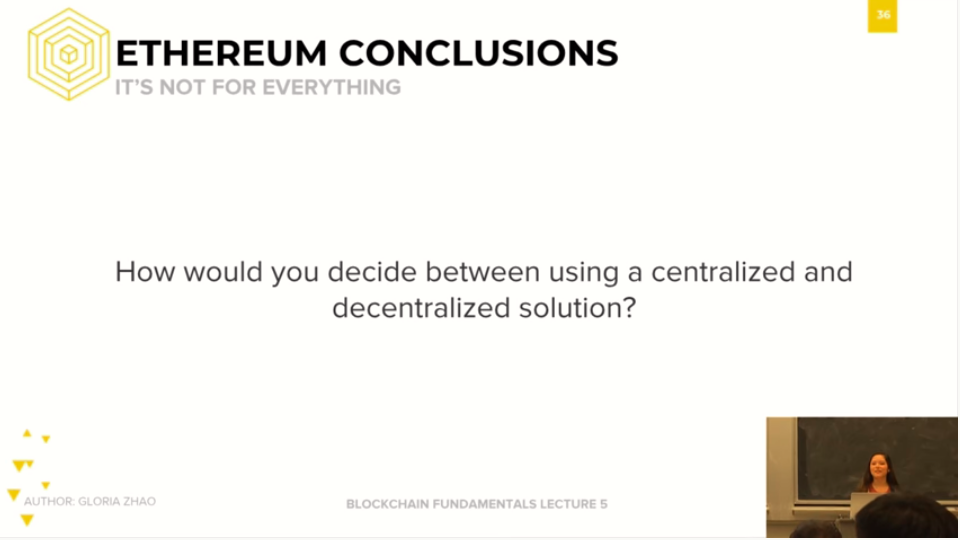 36
ETHEREUM CONCLUSIONS
IT'S NOT FOR EVERYTHING
How would you decide between using a centralized and
decentralized solution?
AUTHOR: GLORIA ZHAO
BLOCKCHAIN FUNDAMENTALS LECTURE 5